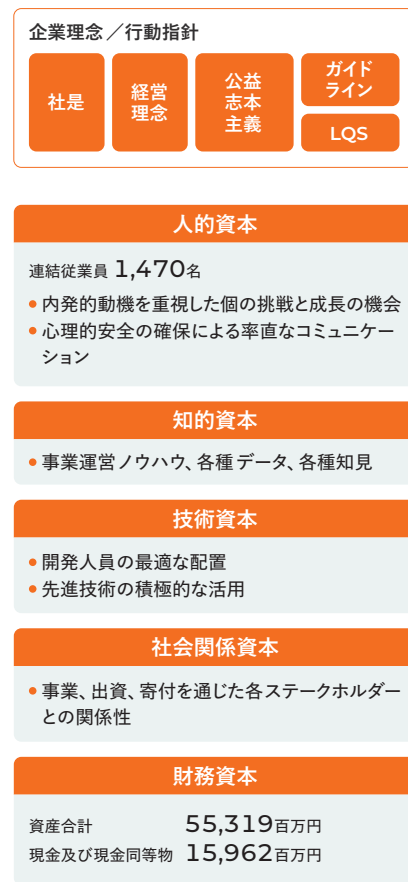 企業理念／行動指針
社是
経営
理念
公益
志本
主義
ガイド
ライン
LQS
人的資本
連結従業員 1,470名
• 内発的動機を重視した個の挑戦と成長の機会
• 心理的安全の確保による率直なコミュニケー
ション
知的資本
• 事業運営ノウハウ、各種データ、各種知見
技術資本
• 開発人員の最適な配置
• 先進技術の積極的な活用
社会関係資本
• 事業、出資、寄付を通じた各ステークホルダー
との関係性
財務資本
資産合計 55,319百万円
現金及び現金同等物 15,962百万円